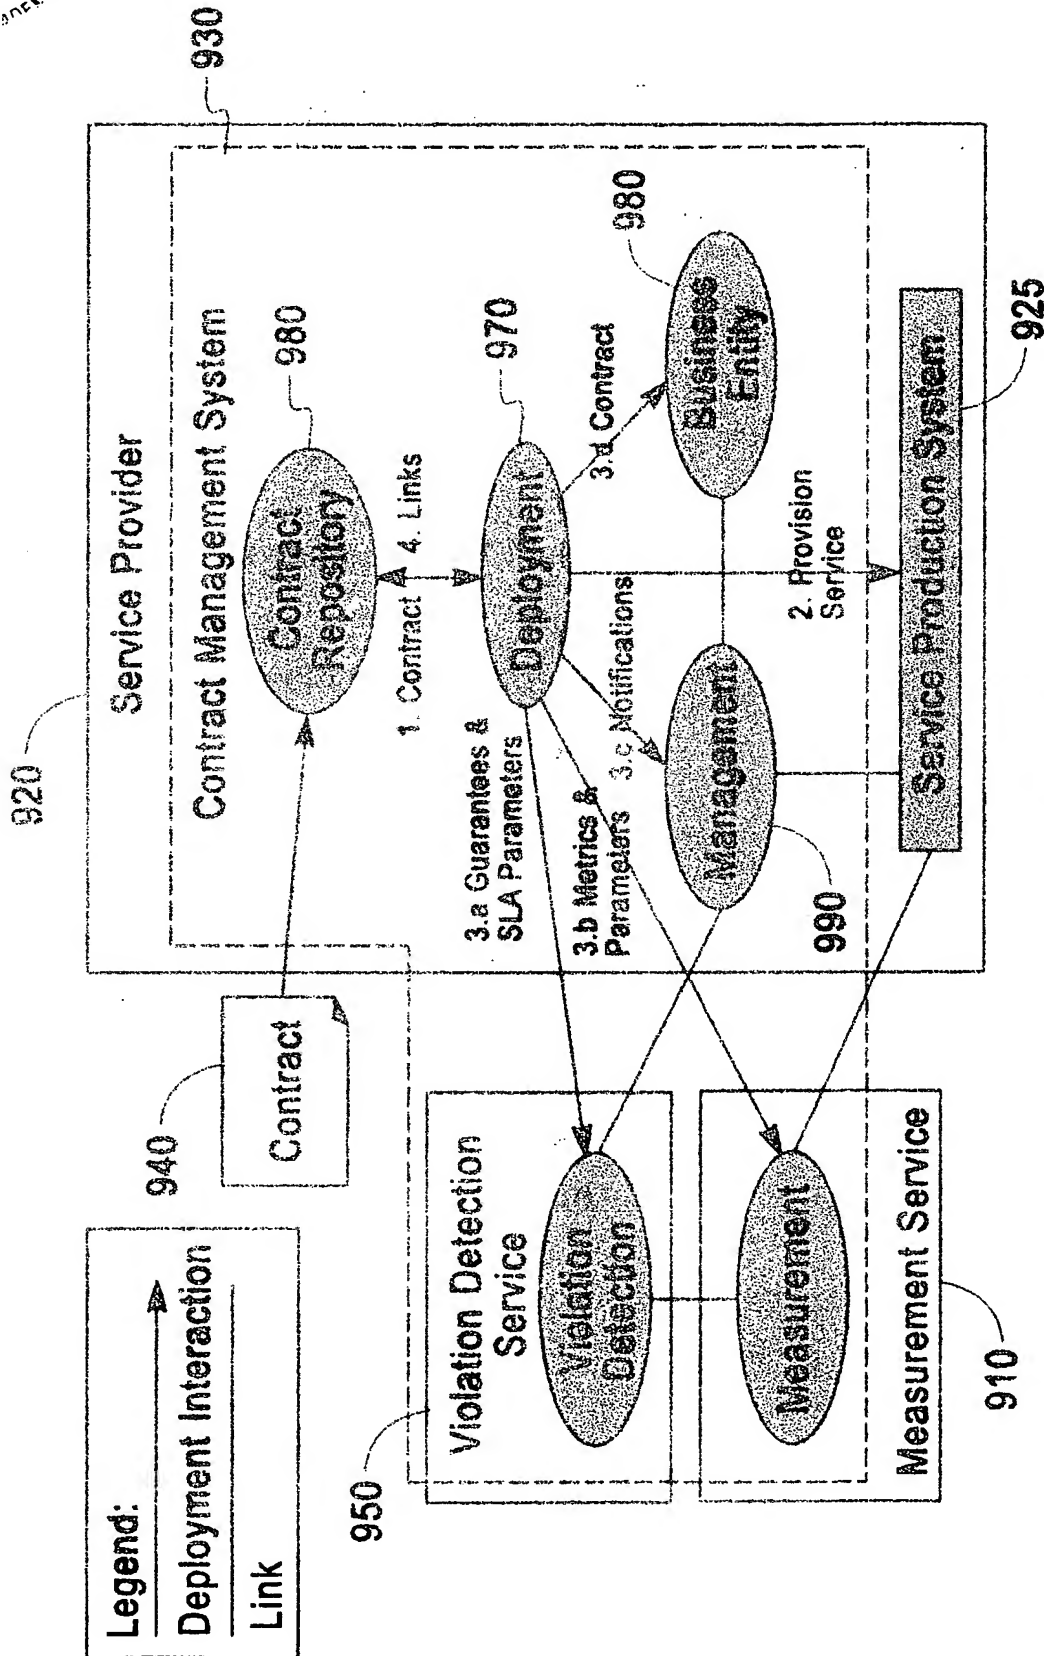 Legend:
Deployment Interaction
Link
940
Contract
920
Service Provider
930
Contract Management System
Contract
Repository
980
1. Contract 4. Links
Deployment
970
3.a Guarantees &
SLA Parameters
3.b Metrics &
Parameters
3.c Notifications
3.d Contract
Business
Entity
980
Management
990
2. Provision
Service
Service Production System
925
950
Violation Detection
Service
Violation
Detection
Measurement
Measurement Service
910